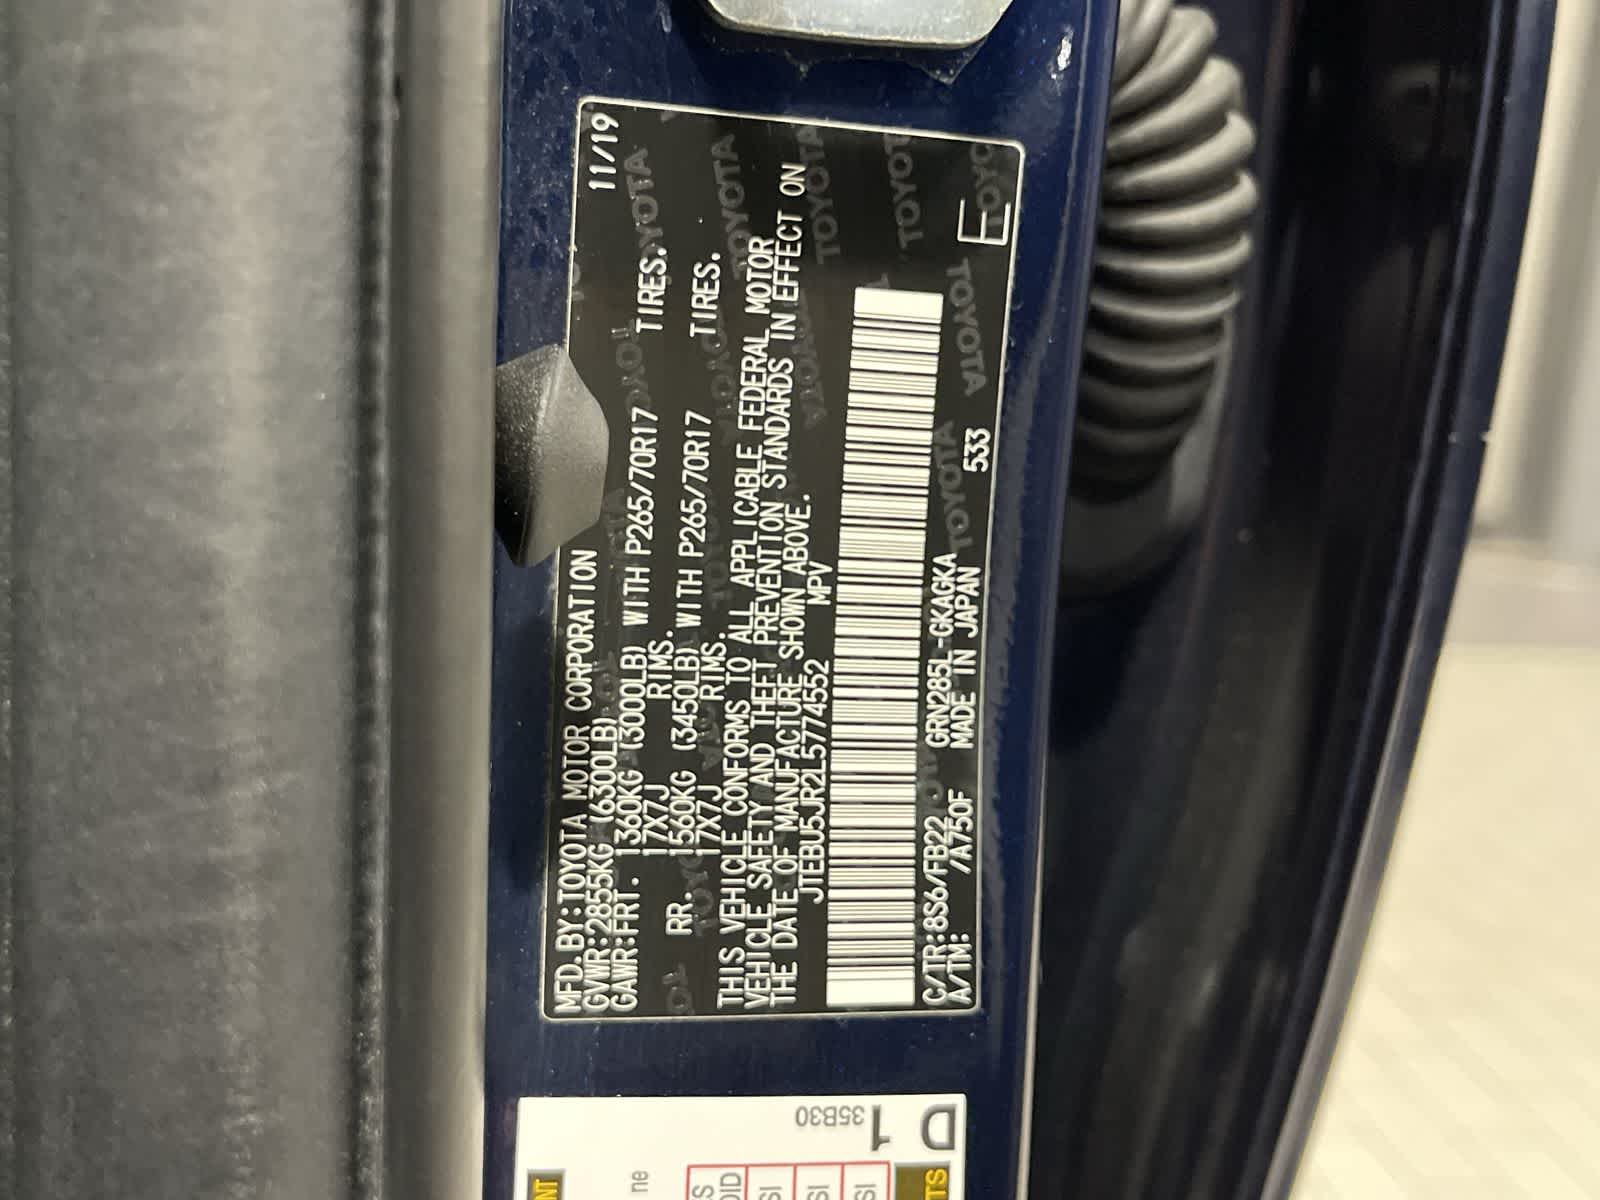 11/19
MFD.BY:TOYOTA MOTOR CORPORATION
GVWR:2855KG (6300LB)
GAWR:FRT. 1360KG (3000LB) WITH P265/70R17 TIRES.
17X7J RIMS.
RR. 1560KG (3450LB) WITH P265/70R17 TIRES.
17X7J RIMS.
THIS VEHICLE CONFORMS TO ALL APPLICABLE FEDERAL MOTOR
VEHICLE SAFETY AND THEFT PREVENTION STANDARDS IN EFFECT ON
THE DATE OF MANUFACTURE SHOWN ABOVE.
JTEBU5JR2L5774552 MPV
C/TR:8S6/FB22 GRN285L-GKAGKA
A/TM: /A750F MADE IN JAPAN 533
E
TOYOTA
D
1
35B30